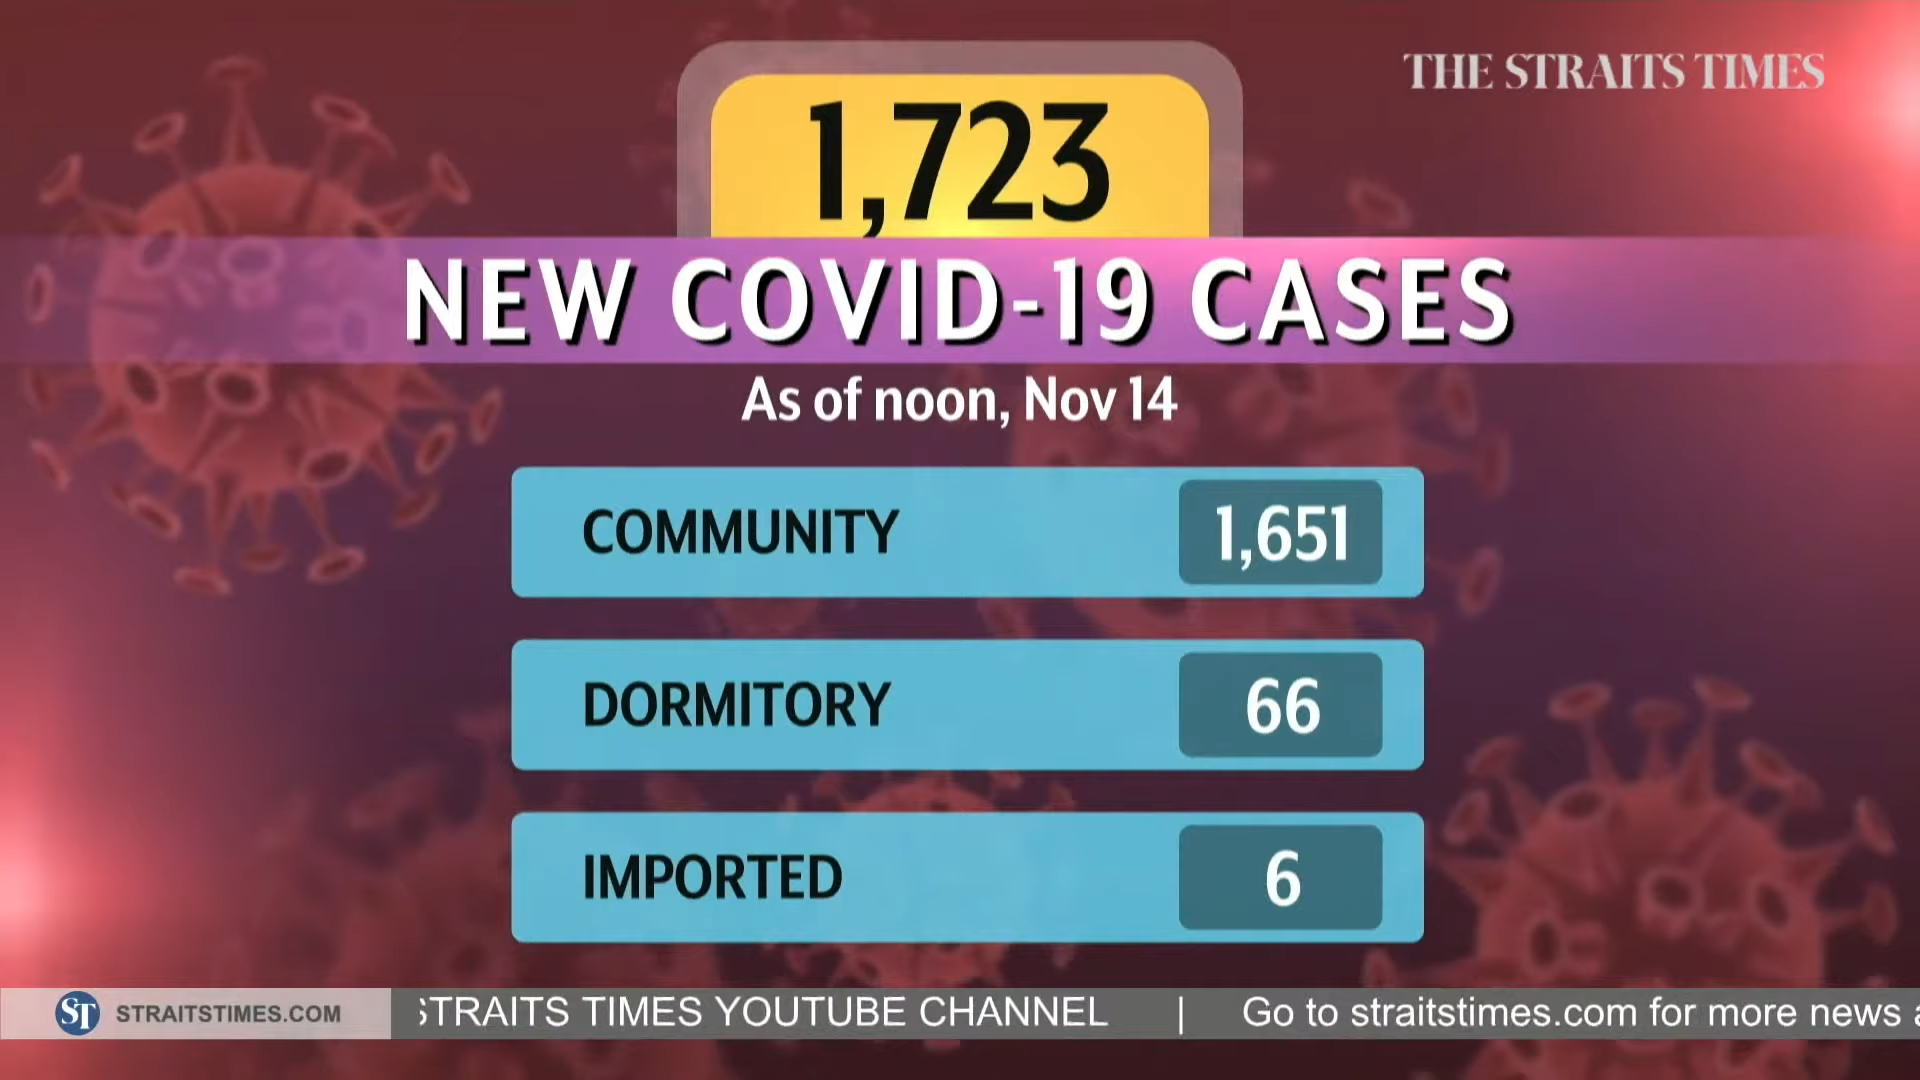 THE STRAITS TIMES
1,723
NEW COVID-19 CASES
As of noon, Nov 14
COMMUNITY 1,651
DORMITORY 66
IMPORTED 6
ST STRAITSTIMES.COM STRAITS TIMES YOUTUBE CHANNEL | Go to straitstimes.com for more news